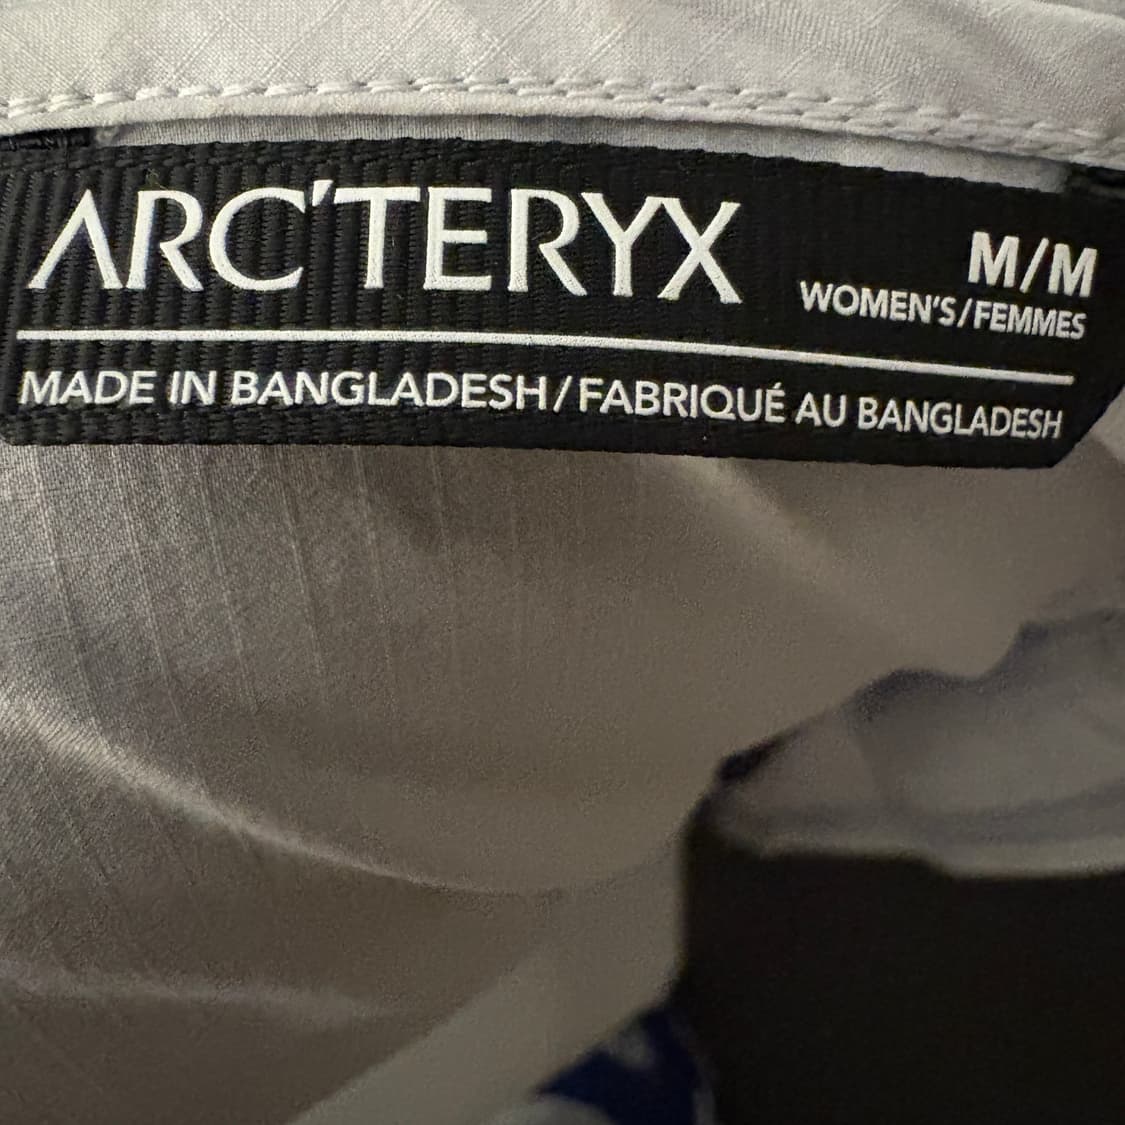 ARC'TERYX
M/M
WOMEN'S/FEMMES
MADE IN BANGLADESH/FABRIQUÉ AU BANGLADESH